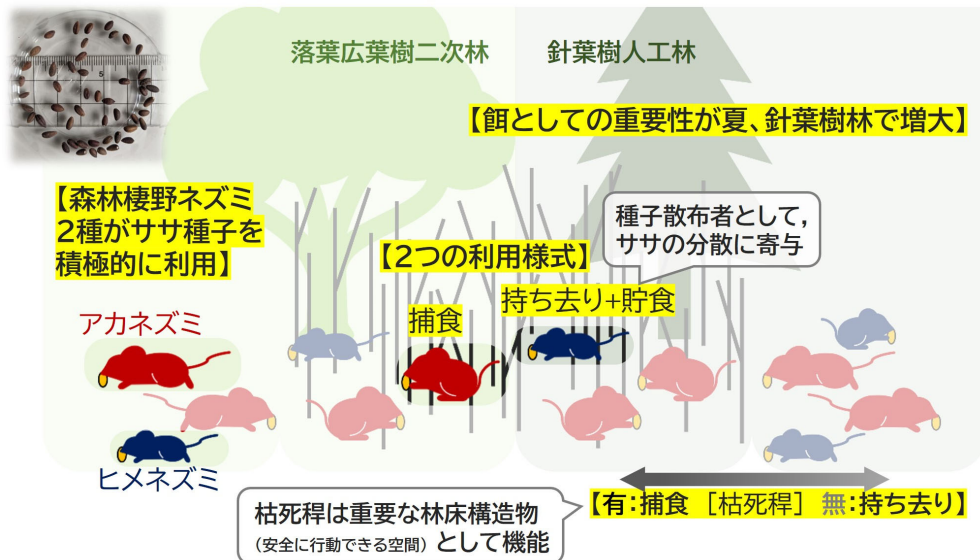 落葉広葉樹二次林
針葉樹人工林
【餌としての重要性が夏、針葉樹林で増大】
【森林棲野ネズミ
2種がササ種子を
積極的に利用】
種子散布者として,
ササの分散に寄与
【2つの利用様式】
持ち去り+貯食
捕食
アカネズミ
ヒメネズミ
枯死稈は重要な林床構造物
（安全に行動できる空間）として機能
【有：捕食［枯死稈］無：持ち去り】
5